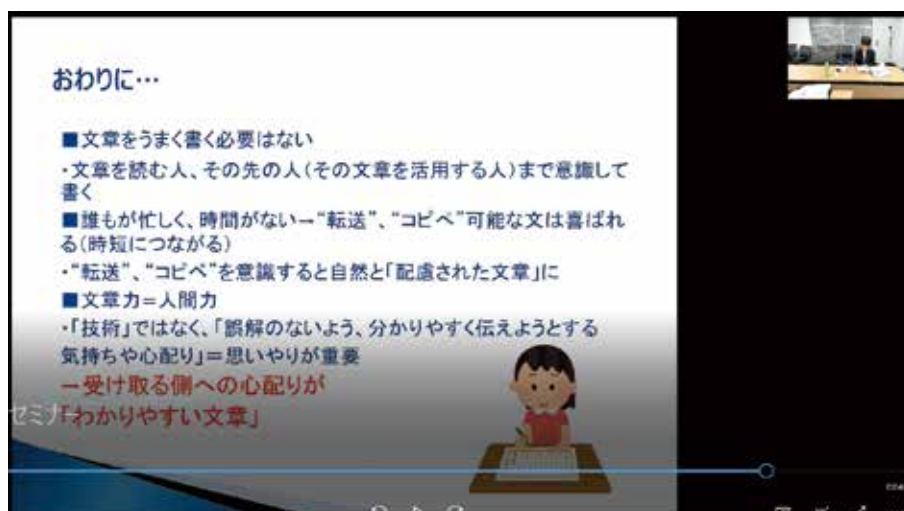 おわりに…
■文章をうまく書く必要はない
・文章を読む人、その先の人(その文章を活用する人)まで意識して
書く
■誰もが忙しく、時間がない→“転送”、“コピペ”可能な文は喜ばれ
る(時短につながる)
・“転送”、“コピペ”を意識すると自然と「配慮された文章」に
■文章力=人間力
・「技術」ではなく、「誤解のないよう、分かりやすく伝えようとする
気持ちや心配り」=思いやりが重要
→受け取る側への心配りが
「わかりやすい文章」
セミナー